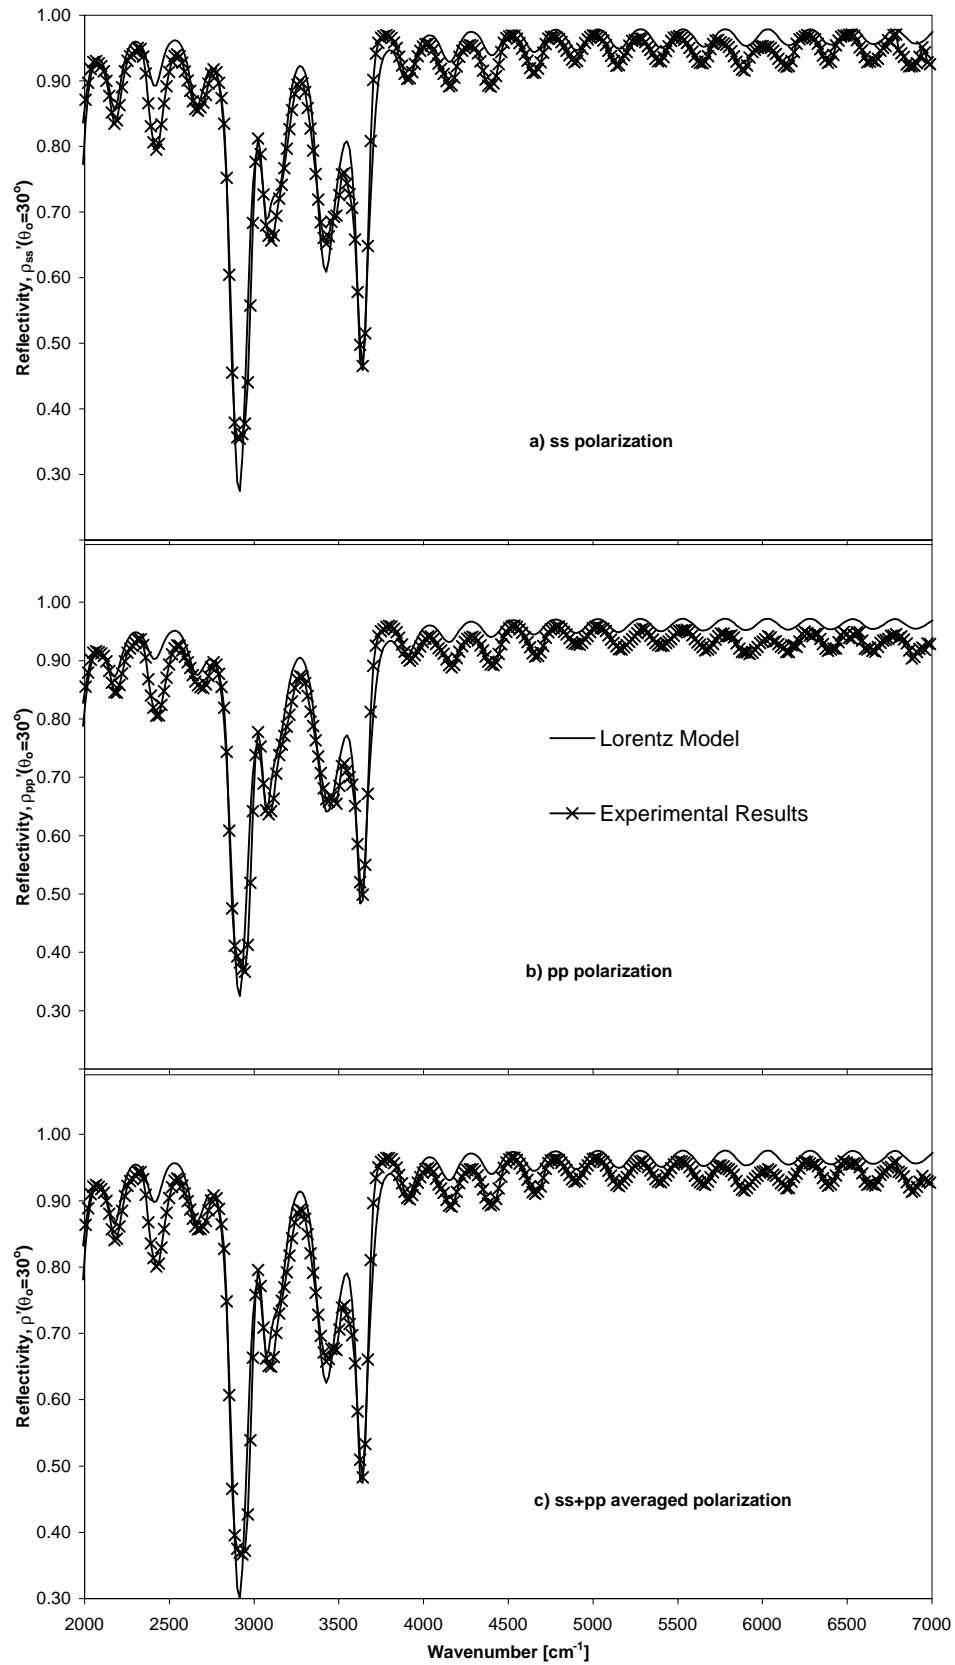 1.00
0.90
0.80
0.70
0.60
0.50
0.40
0.30
Reflectivity, ρss'(θo=30o)
a) ss polarization
1.00
0.90
0.80
0.70
0.60
0.50
0.40
0.30
Reflectivity, ρpp'(θo=30o)
Lorentz Model
Experimental Results
b) pp polarization
1.00
0.90
0.80
0.70
0.60
0.50
0.40
0.30
Reflectivity, ρ'(θo=30o)
c) ss+pp averaged polarization
2000 2500 3000 3500 4000 4500 5000 5500 6000 6500 7000
Wavenumber [cm-1]